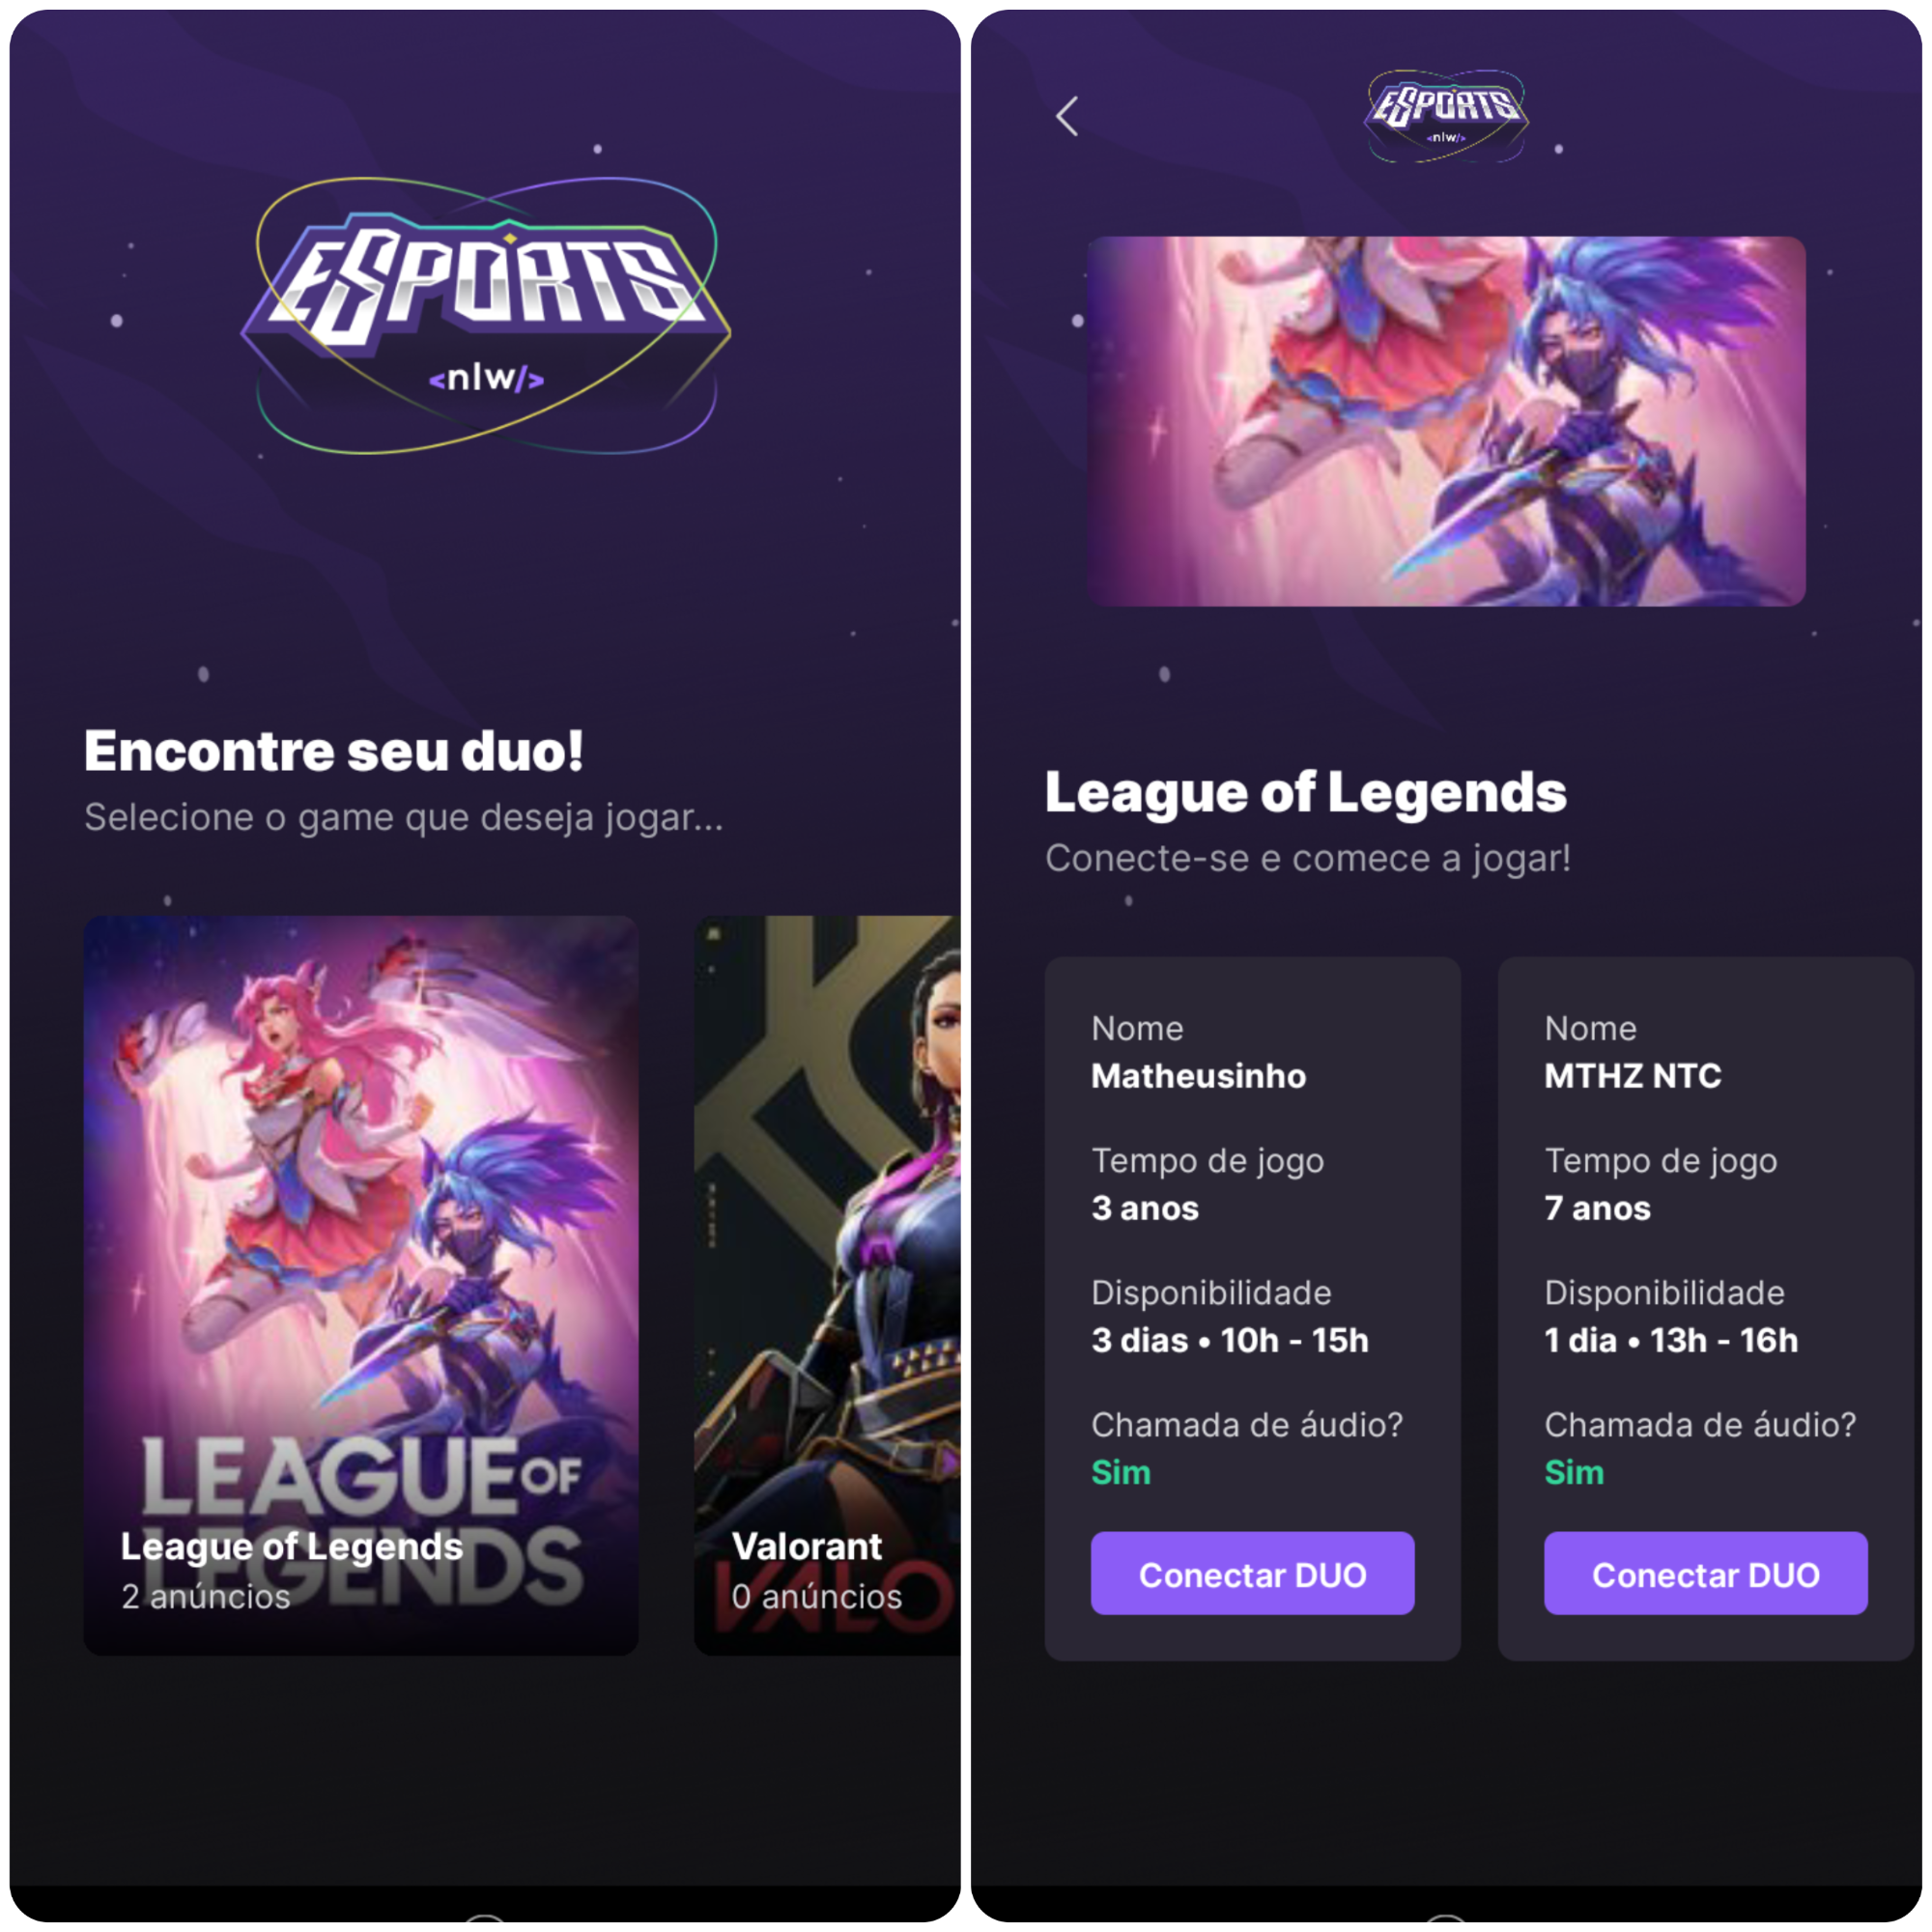 ESPORTS
<nlw/>
Encontre seu duo!
Selecione o game que deseja jogar...
LEAGUE OF
LEGENDS
League of Legends
2 anúncios
Valorant
0 anúncios
VALO
ESPORTS
<nlw/>
League of Legends
Conecte-se e comece a jogar!
Nome
Matheusinho
Tempo de jogo
3 anos
Disponibilidade
3 dias • 10h - 15h
Chamada de áudio?
Sim
Conectar DUO
Nome
MTHZ NTC
Tempo de jogo
7 anos
Disponibilidade
1 dia • 13h - 16h
Chamada de áudio?
Sim
Conectar DUO